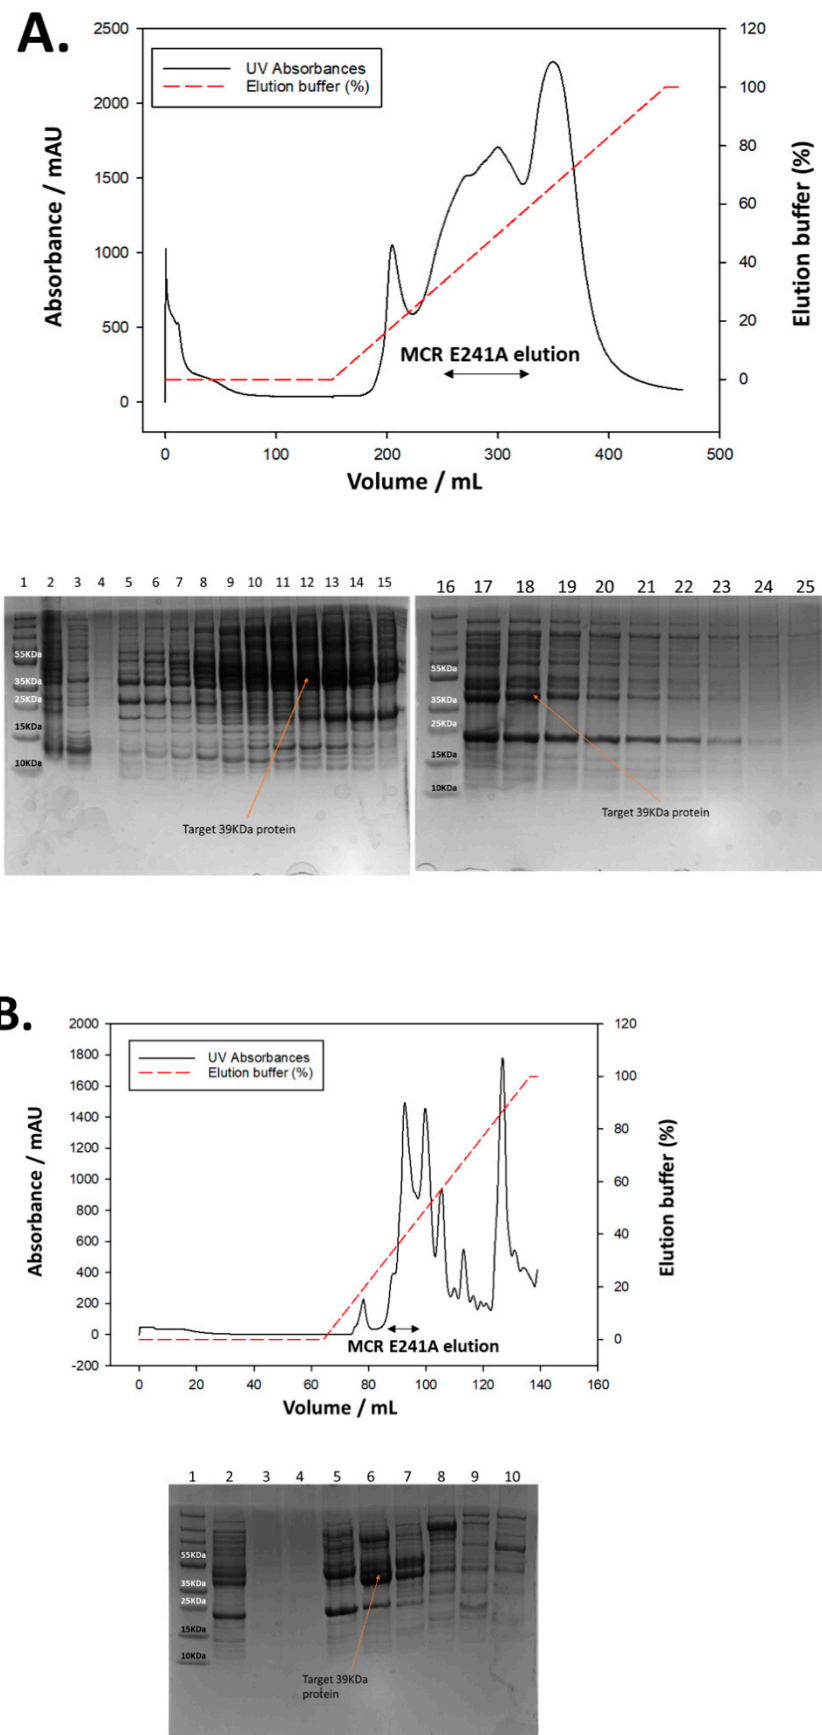 A.
2500
2000
1500
1000
500
0
120
100
80
60
40
20
0
UV Absorbances
Elution buffer (%)
Absorbance / mAU
Elution buffer (%)
MCR E241A elution
0 100 200 300 400 500
Volume / mL
1 2 3 4 5 6 7 8 9 10 11 12 13 14 15
55KDa
35KDa
25KDa
15KDa
10KDa
Target 39KDa protein
16 17 18 19 20 21 22 23 24 25
55KDa
35KDa
25KDa
15KDa
10KDa
Target 39KDa protein
B.
2000
1800
1600
1400
1200
1000
800
600
400
200
0
-200
120
100
80
60
40
20
0
UV Absorbances
Elution buffer (%)
Absorbance / mAU
Elution buffer (%)
MCR E241A elution
0 20 40 60 80 100 120 140 160
Volume / mL
1 2 3 4 5 6 7 8 9 10
55KDa
35KDa
25KDa
15KDa
10KDa
Target 39KDa
protein